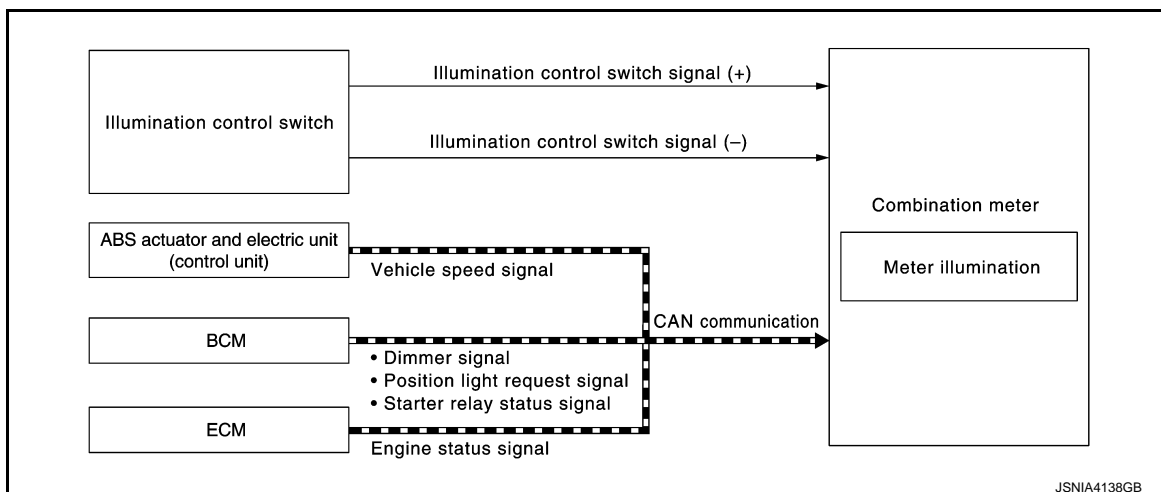 Illumination control switch
Illumination control switch signal (+)
Illumination control switch signal (–)
ABS actuator and electric unit
(control unit)
Vehicle speed signal
BCM
• Dimmer signal
• Position light request signal
• Starter relay status signal
ECM
Engine status signal
CAN communication
Combination meter
Meter illumination
JSNIA4138GB